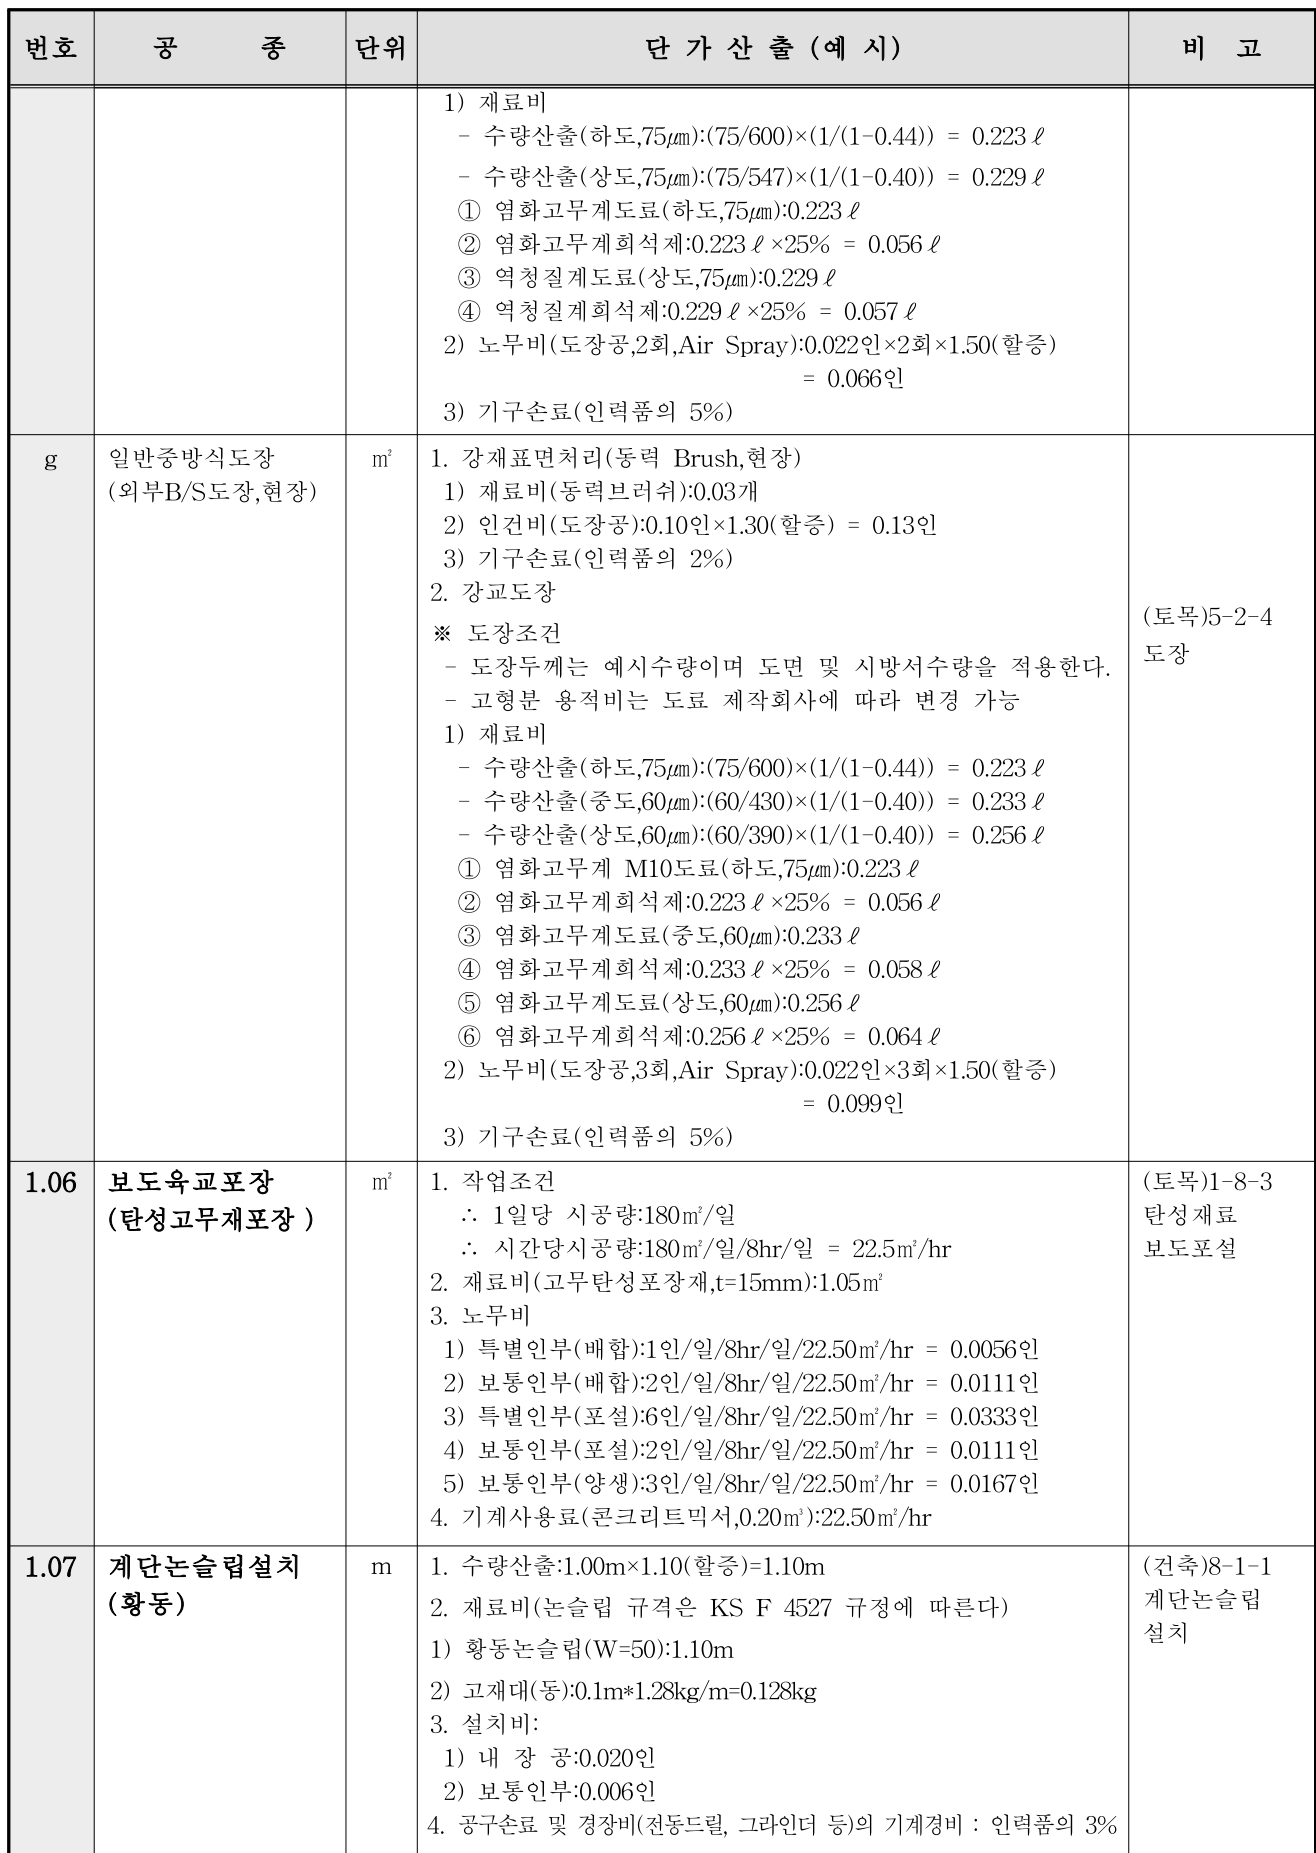 번호 공 종 단위 단 가 산 출 (예 시) 비 고
1) 재료비
- 수량산출(하도,75㎛):(75/600)×(1/(1-0.44)) = 0.223ℓ
- 수량산출(상도,75㎛):(75/547)×(1/(1-0.40)) = 0.229ℓ
① 염화고무계도료(하도,75㎛):0.223ℓ
② 염화고무계희석제:0.223ℓ×25% = 0.056ℓ
③ 역청질계도료(상도,75㎛):0.229ℓ
④ 역청질계희석제:0.229ℓ×25% = 0.057ℓ
2) 노무비(도장공,2회,Air Spray):0.022인×2회×1.50(할증)
= 0.066인
3) 기구손료(인력품의 5%)
g 일반중방식도장 ㎡ 1. 강재표면처리(동력 Brush,현장)
(외부B/S도장,현장) 1) 재료비(동력브러쉬):0.03개
2) 인건비(도장공):0.10인×1.30(할증) = 0.13인
3) 기구손료(인력품의 2%)
2. 강교도장
(토목)5-2-4
※ 도장조건
도장
- 도장두께는 예시수량이며 도면 및 시방서수량을 적용한다.
- 고형분 용적비는 도료 제작회사에 따라 변경 가능
1) 재료비
- 수량산출(하도,75㎛):(75/600)×(1/(1-0.44)) = 0.223ℓ
- 수량산출(중도,60㎛):(60/430)×(1/(1-0.40)) = 0.233ℓ
- 수량산출(상도,60㎛):(60/390)×(1/(1-0.40)) = 0.256ℓ
① 염화고무계 M10도료(하도,75㎛):0.223ℓ
② 염화고무계희석제:0.223ℓ×25% = 0.056ℓ
③ 염화고무계도료(중도,60㎛):0.233ℓ
④ 염화고무계희석제:0.233ℓ×25% = 0.058ℓ
⑤ 염화고무계도료(상도,60㎛):0.256ℓ
⑥ 염화고무계희석제:0.256ℓ×25% = 0.064ℓ
2) 노무비(도장공,3회,Air Spray):0.022인×3회×1.50(할증)
= 0.099인
3) 기구손료(인력품의 5%)
1.06 보도육교포장 ㎡ 1. 작업조건 (토목)1-8-3
(탄성고무재포장 ) ∴ 1일당 시공량:180㎡/일 탄성재료
∴ 시간당시공량:180㎡/일/8hr/일 = 22.5㎡/hr 보도포설
2. 재료비(고무탄성포장재,t=15mm):1.05㎡
3. 노무비
1) 특별인부(배합):1인/일/8hr/일/22.50㎡/hr = 0.0056인
2) 보통인부(배합):2인/일/8hr/일/22.50㎡/hr = 0.0111인
3) 특별인부(포설):6인/일/8hr/일/22.50㎡/hr = 0.0333인
4) 보통인부(포설):2인/일/8hr/일/22.50㎡/hr = 0.0111인
5) 보통인부(양생):3인/일/8hr/일/22.50㎡/hr = 0.0167인
4. 기계사용료(콘크리트믹서,0.20㎥):22.50㎡/hr
1.07 계단논슬립설치 m 1. 수량산출:1.00m×1.10(할증)=1.10m (건축)8-1-1
(황동) 2. 재료비(논슬립 규격은 KS F 4527 규정에 따른다) 계단논슬립
1) 황동논슬립(W=50):1.10m 설치
2) 고재대(동):0.1m*1.28kg/m=0.128kg
3. 설치비:
1) 내 장 공:0.020인
2) 보통인부:0.006인
4. 공구손료 및 경장비(전동드릴, 그라인더 등)의 기계경비 : 인력품의 3%